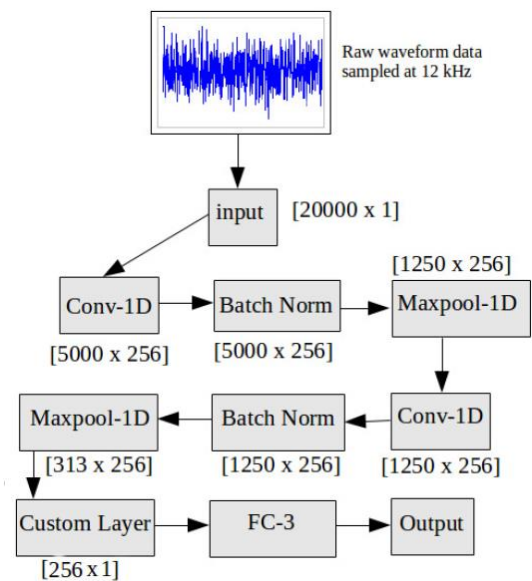 Raw waveform data
sampled at 12 kHz
input
[20000 x 1]
Conv-1D
[5000 x 256]
Batch Norm
[5000 x 256]
[1250 x 256]
Maxpool-1D
Conv-1D
[1250 x 256]
Batch Norm
[1250 x 256]
Maxpool-1D
[313 x 256]
Custom Layer
[256 x 1]
FC-3
Output